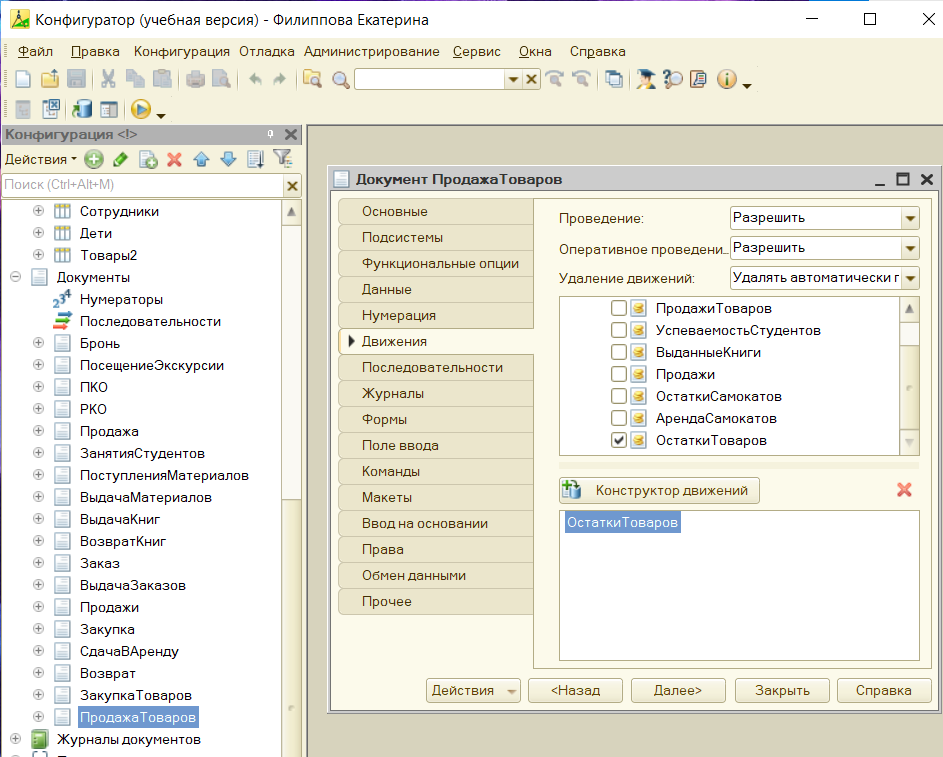 Конфигуратор (учебная версия) - Филиппова Екатерина
Файл Правка Конфигурация Отладка Администрирование Сервис Окна Справка
Конфигурация <!>
Действия
Поиск (Ctrl+Alt+M)
Сотрудники
Дети
Товары2
Документы
Нумераторы
Последовательности
Бронь
ПосещениеЭкскурсии
ПКО
РКО
Продажа
ЗанятияСтудентов
ПоступленияМатериалов
ВыдачаМатериалов
ВыдачаКниг
ВозвратКниг
Заказ
ВыдачаЗаказов
Продажи
Закупка
СдачаВАренду
Возврат
ЗакупкаТоваров
ПродажаТоваров
Журналы документов
Документ ПродажаТоваров
Основные
Подсистемы
Функциональные опции
Данные
Нумерация
Движения
Последовательности
Журналы
Формы
Поле ввода
Команды
Макеты
Ввод на основании
Права
Обмен данными
Прочее
Проведение: Разрешить
Оперативное проведени... Разрешить
Удаление движений: Удалять автоматически г
ПродажиТоваров
УспеваемостьСтудентов
ВыданныеКниги
Продажи
ОстаткиСамокатов
АрендаСамокатов
ОстаткиТоваров
Конструктор движений
ОстаткиТоваров
Действия <Назад Далее> Закрыть Справка